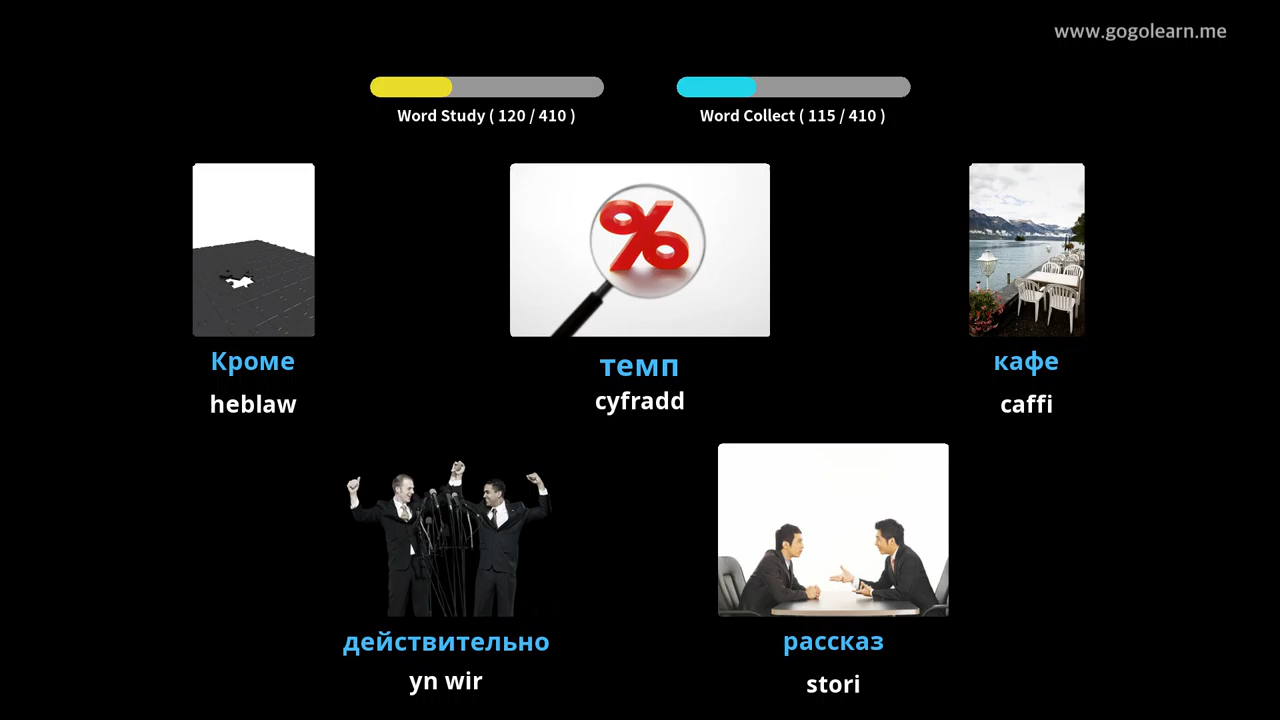 www.gogolearn.me
Word Study ( 120 / 410 )
Word Collect ( 115 / 410 )
%
Кроме
heblaw
темп
cyfradd
кафе
caffi
действительно
yn wir
рассказ
stori